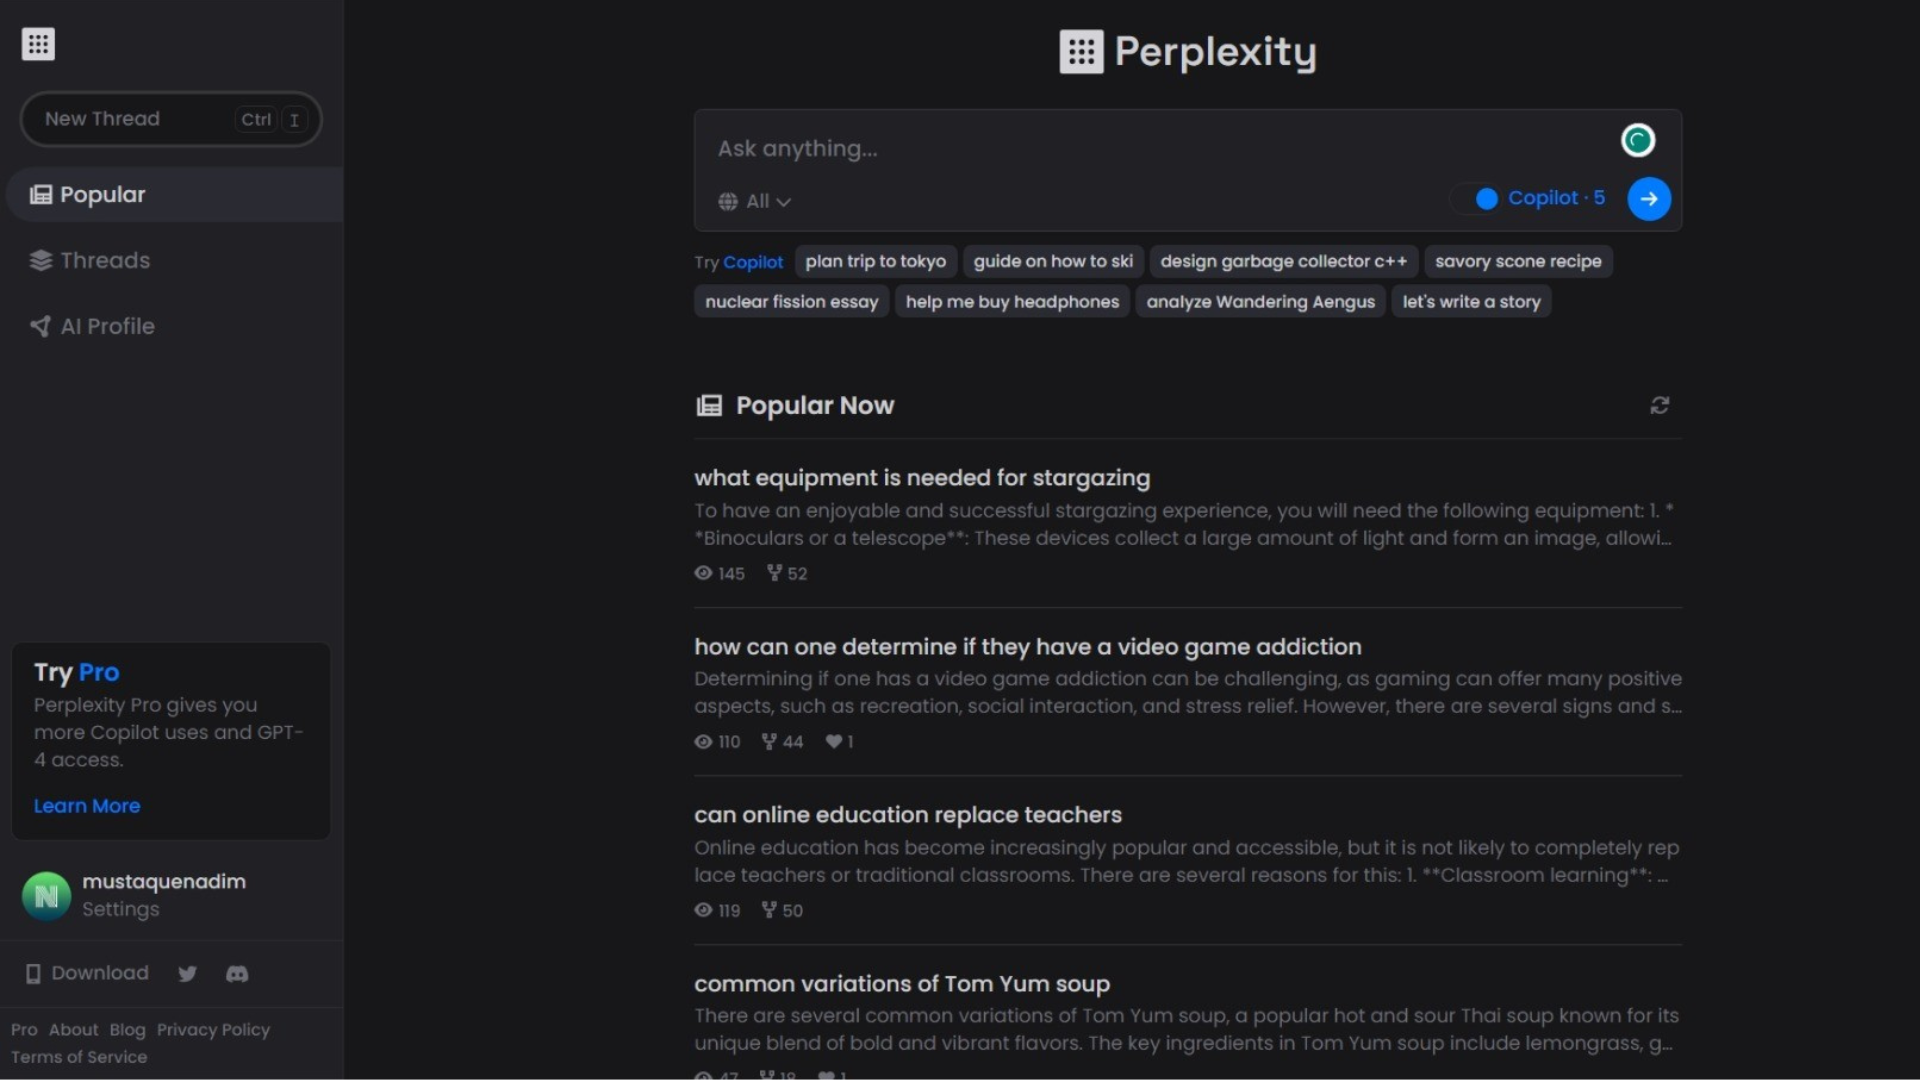 New Thread Ctrl I
Popular
Threads
AI Profile
Try Pro
Perplexity Pro gives you
more Copilot uses and GPT-
4 access.
Learn More
mustaquenadim
Settings
Download
Pro About Blog Privacy Policy
Terms of Service
Perplexity
Ask anything...
All
Copilot · 5
Try Copilot plan trip to tokyo guide on how to ski design garbage collector c++ savory scone recipe
nuclear fission essay help me buy headphones analyze Wandering Aengus let's write a story
Popular Now
what equipment is needed for stargazing
To have an enjoyable and successful stargazing experience, you will need the following equipment: 1. *
*Binoculars or a telescope**: These devices collect a large amount of light and form an image, allowi...
145 52
how can one determine if they have a video game addiction
Determining if one has a video game addiction can be challenging, as gaming can offer many positive
aspects, such as recreation, social interaction, and stress relief. However, there are several signs and s...
110 44 1
can online education replace teachers
Online education has become increasingly popular and accessible, but it is not likely to completely rep
lace teachers or traditional classrooms. There are several reasons for this: 1. **Classroom learning**: ...
119 50
common variations of Tom Yum soup
There are several common variations of Tom Yum soup, a popular hot and sour Thai soup known for its
unique blend of bold and vibrant flavors. The key ingredients in Tom Yum soup include lemongrass, g...
47 18 1